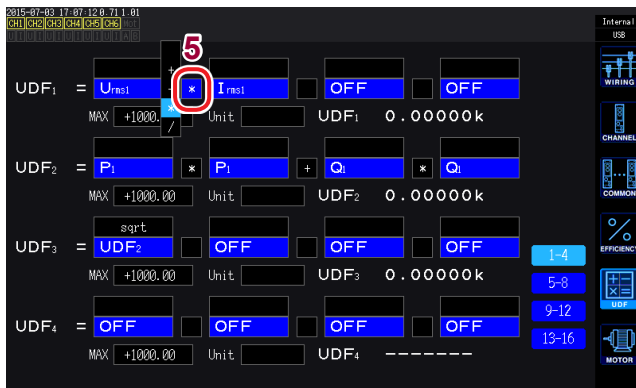 2015-07-03 17:07:12 0.71 1.01
CH1 CH2 CH3 CH4 CH5 CH6 Mot
U I U I U I U I U I U I A B
Internal
USB
5
+
-
*
/
UDF1 = Urms1 * Irms1 OFF OFF
MAX +1000. Unit UDF1 0.00000k
UDF2 = P1 * P1 + Q1 * Q1
MAX +1000.00 Unit UDF2 0.00000k
sqrt
UDF3 = UDF2 OFF OFF OFF
MAX +1000.00 Unit UDF3 0.00000k
UDF4 = OFF OFF OFF OFF
MAX +1000.00 Unit UDF4 -------
1-4
5-8
9-12
13-16
WIRING
CHANNEL
COMMON
EFFICIENCY
UDF
MOTOR